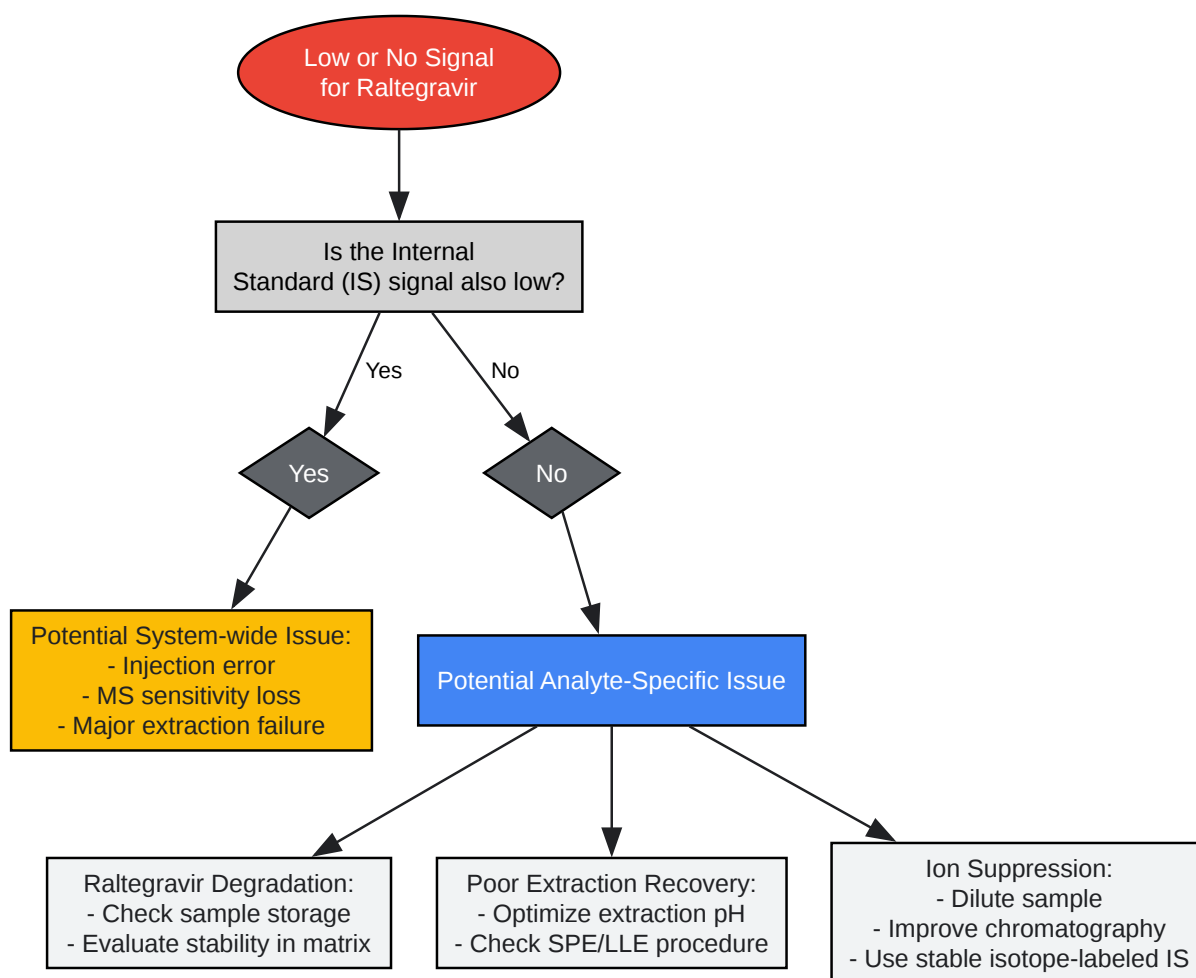 Low or No Signal
for Raltegravir
Is the Internal
Standard (IS) signal also low?
Yes
No
Yes
No
Potential System-wide Issue:
- Injection error
- MS sensitivity loss
- Major extraction failure
Potential Analyte-Specific Issue
Raltegravir Degradation:
- Check sample storage
- Evaluate stability in matrix
Poor Extraction Recovery:
- Optimize extraction pH
- Check SPE/LLE procedure
Ion Suppression:
- Dilute sample
- Improve chromatography
- Use stable isotope-labeled IS